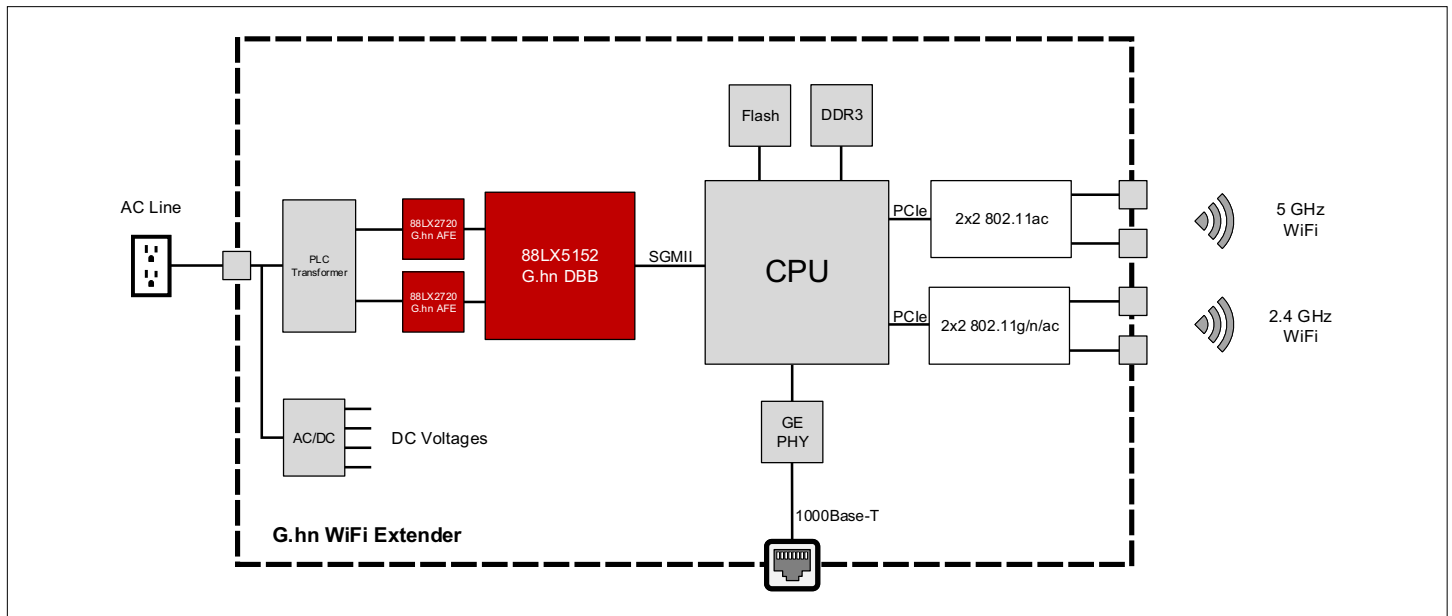 Flash
DDR3
AC Line
PLC
Transformer
88LX2720
G.hn AFE
88LX2720
G.hn AFE
88LX5152
G.hn DBB
SGMII
CPU
PCIe
2x2 802.11ac
5 GHz
WiFi
PCIe
2x2 802.11g/n/ac
2.4 GHz
WiFi
AC/DC
DC Voltages
GE
PHY
1000Base-T
G.hn WiFi Extender